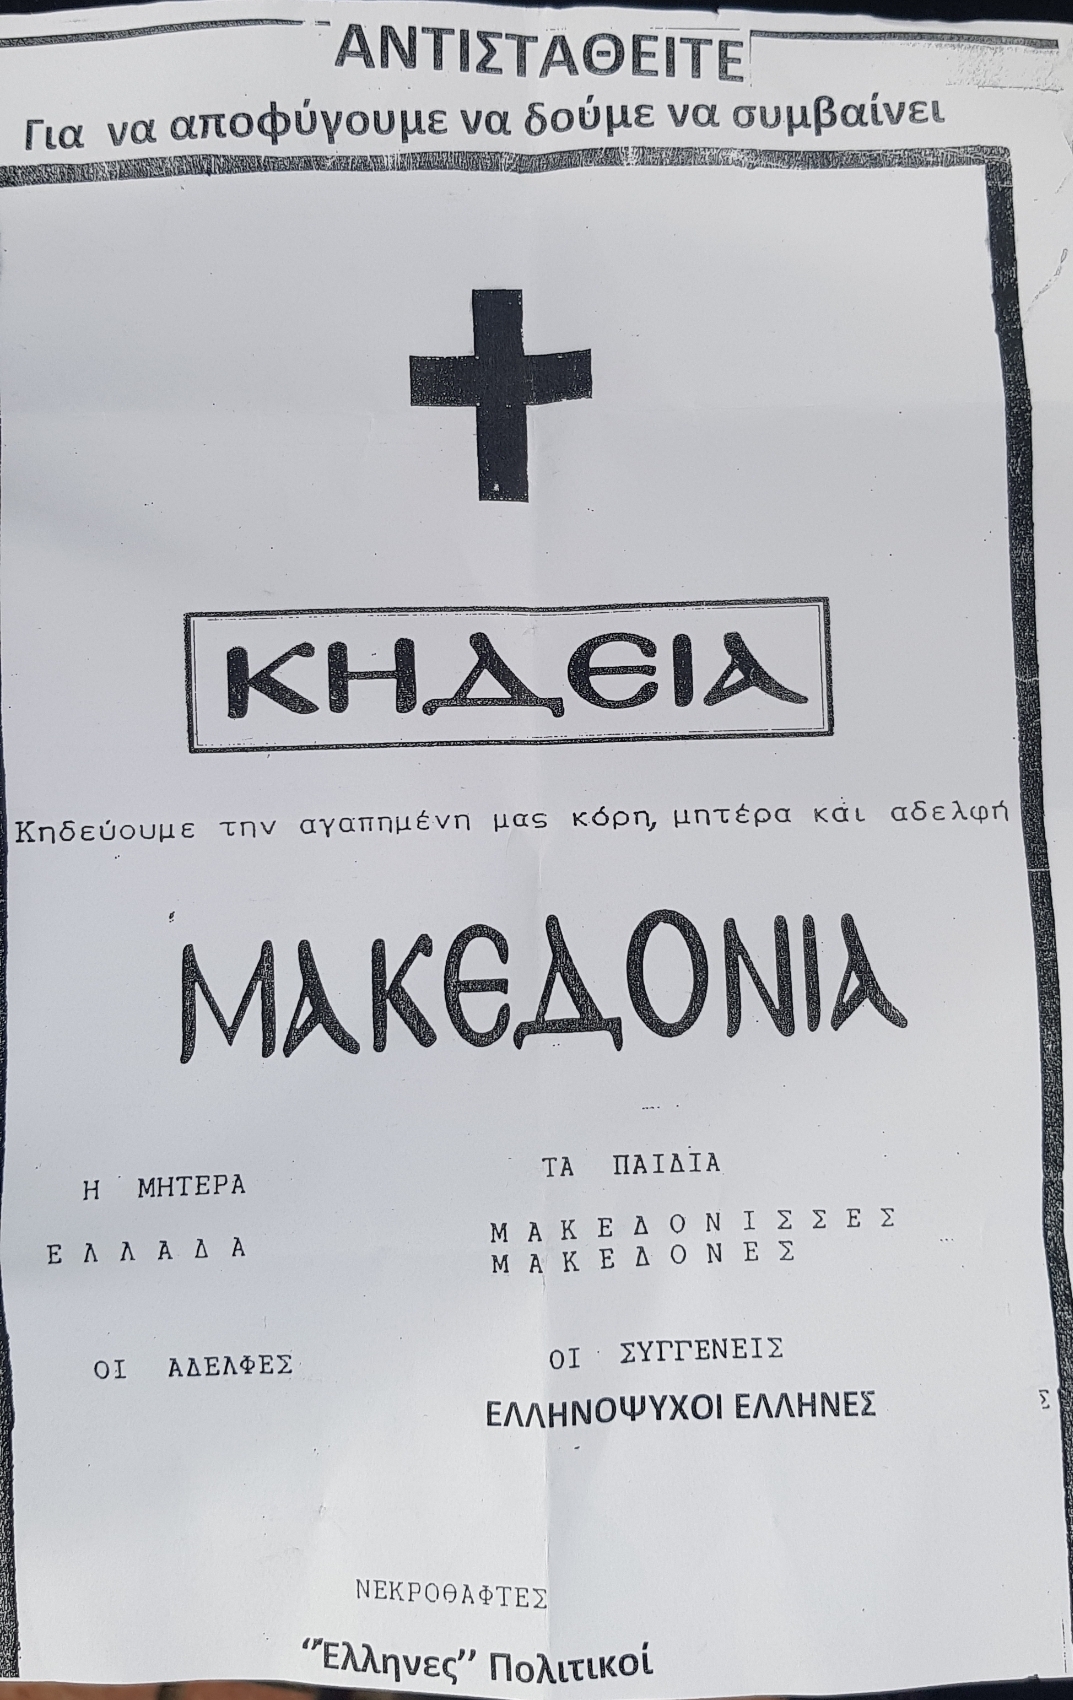 ΑΝΤΙΣΤΑΘΕΙΤΕ
Για να αποφύγουμε να δούμε να συμβαίνει
ΚΗΔΕΙΑ
Κηδεύουμε την αγαπημένη μας κόρη, μητέρα και αδελφή
ΜΑΚΕΔΟΝΙΑ
Η ΜΗΤΕΡΑ
ΕΛΛΑΔΑ
ΤΑ ΠΑΙΔΙΑ
ΜΑΚΕΔΟΝΙΣΣΕΣ
ΜΑΚΕΔΟΝΕΣ
ΟΙ ΑΔΕΛΦΕΣ
ΟΙ ΣΥΓΓΕΝΕΙΣ
ΕΛΛΗΝΟΨΥΧΟΙ ΕΛΛΗΝΕΣ
Σ
ΝΕΚΡΟΘΑΦΤΕΣ
“Έλληνες” Πολιτικοί